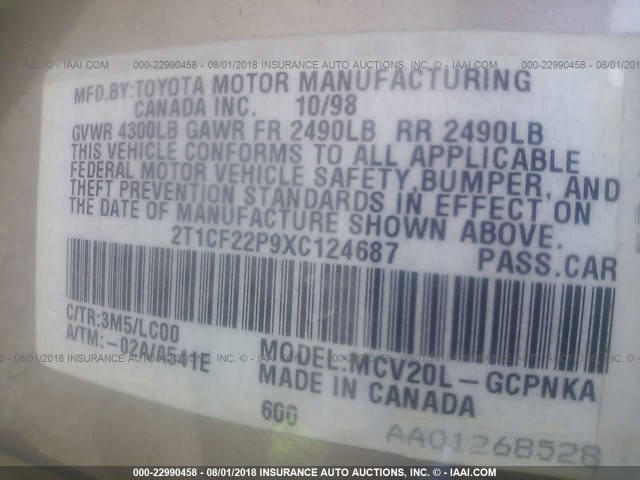 000-22990458 - 08/01/2018 INSURANCE AUTO AUCTIONS, INC. - © - IAAI.COM
MFD.BY:TOYOTA MOTOR MANUFACTURING
CANADA INC. 10/98
GVWR 4300LB GAWR FR 2490LB RR 2490LB
THIS VEHICLE CONFORMS TO ALL APPLICABLE
FEDERAL MOTOR VEHICLE SAFETY,BUMPER, AND
THEFT PREVENTION STANDARDS IN EFFECT ON
THE DATE OF MANUFACTURE SHOWN ABOVE.
2T1CF22P9XC124687 PASS.CAR
C/TR:3M5/LC00
A/TM:-02A/
MODEL:MCV20L-GCPNKA
MADE IN CANADA
600
AA01268528
000-22990458 - 08/01/2018 INSURANCE AUTO AUCTIONS, INC. - © - IAAI.COM